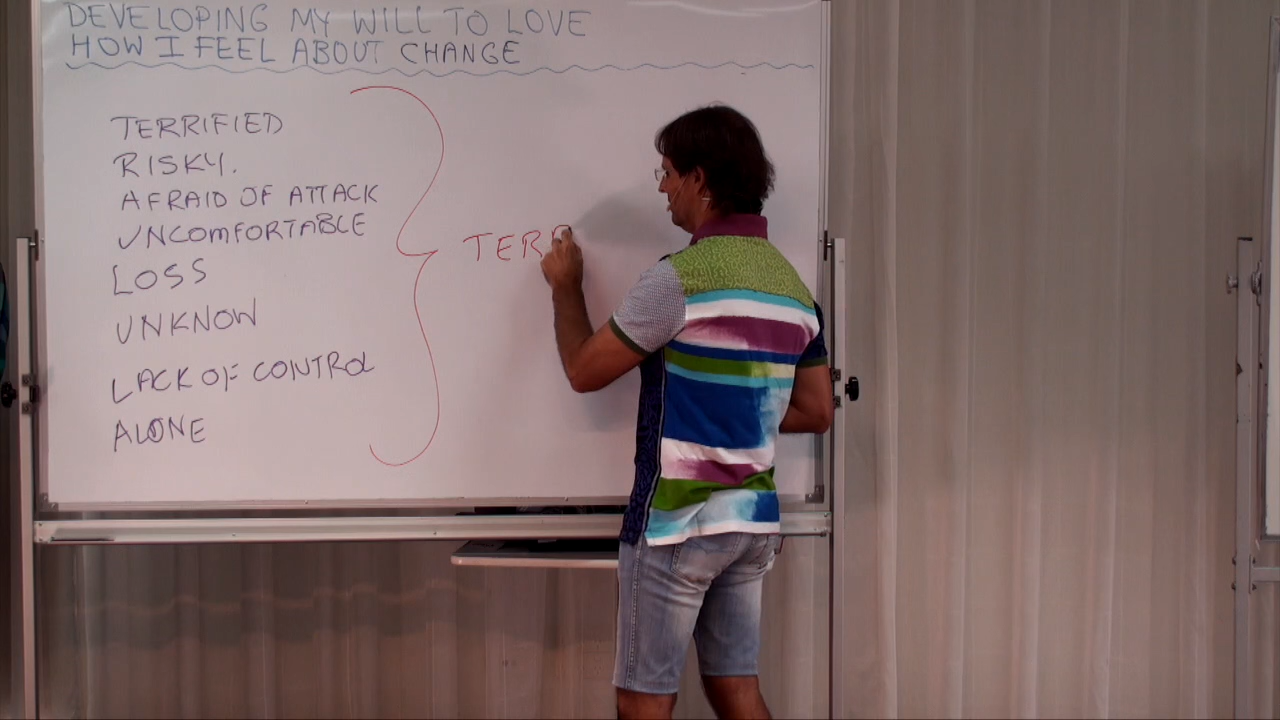 DEVELOPING MY WILL TO LOVE
HOW I FEEL ABOUT CHANGE
TERRIFIED
RISKY.
AFRAID OF ATTACK
UNCOMFORTABLE
LOSS
UNKNOW
LACK OF CONTROL
ALONE
TERR